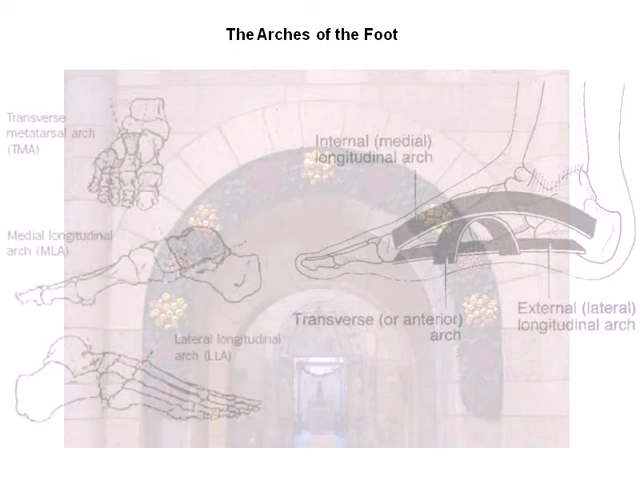 The Arches of the Foot
Transverse
metatarsal arch
(TMA)
Internal (medial)
longitudinal arch
Medial longitudinal
arch (MLA)
Transverse (or anterior)
arch
External (lateral)
longitudinal arch
Lateral longitudinal
arch (LLA)